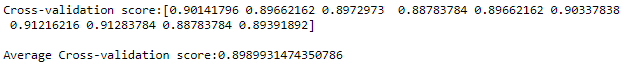 Cross-validation score:[0.90141796 0.89662162 0.8972973  0.88783784 0.89662162 0.90337838
 0.91216216 0.91283784 0.88783784 0.89391892]
Average Cross-validation score:0.8989931474350786